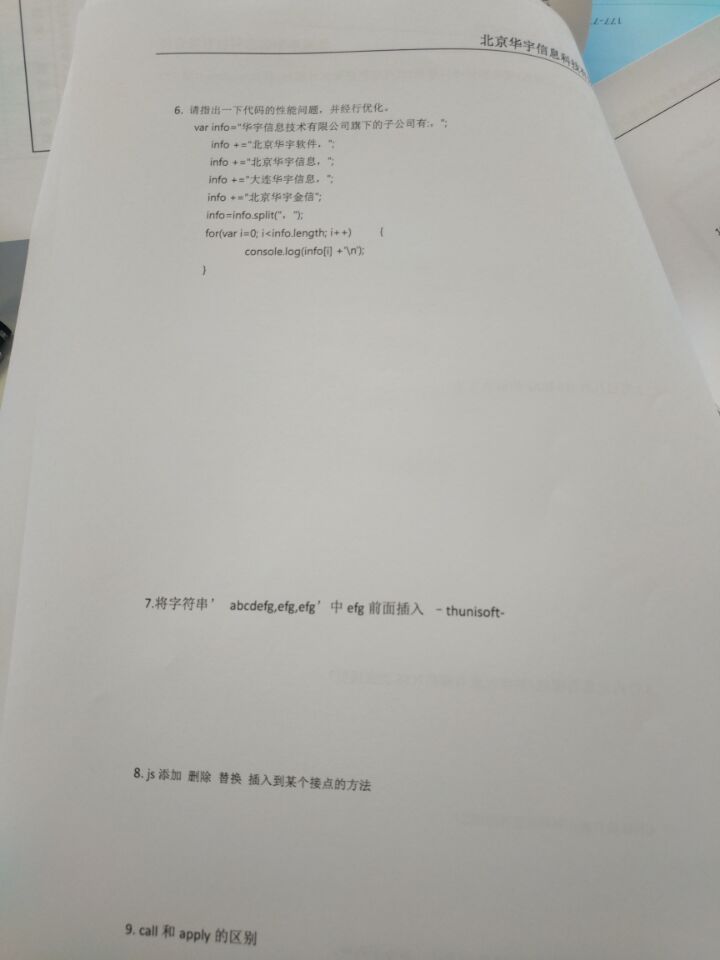 177-7
北京华宇信息科技
6. 请指出一下代码的性能问题，并经行优化。
var info="华宇信息技术有限公司旗下的子公司有:，";
info +="北京华宇软件，";
info +="北京华宇信息，";
info +="大连华宇信息，";
info +="北京华宇金信";
info=info.split("，");
for(var i=0; i<info.length; i++) {
console.log(info[i] +'\n');
}
7.将字符串’ abcdefg,efg,efg’中 efg 前面插入 －thunisoft-
8. js 添加 删除 替换 插入到某个接点的方法
9. call 和 apply 的区别